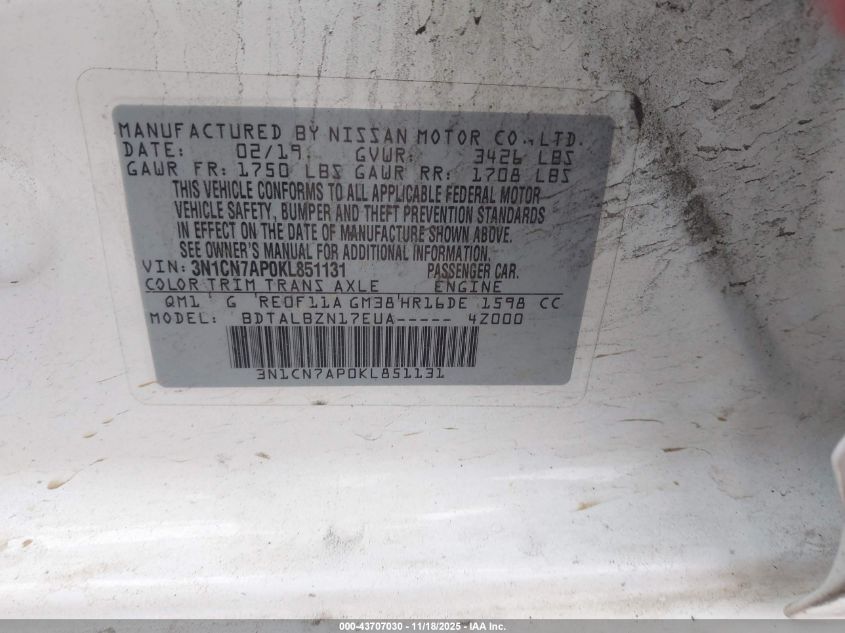 MANUFACTURED BY NISSAN MOTOR CO.,LTD.
DATE: 02/19 GVWR: 3426 LBS
GAWR FR: 1750 LBS GAWR RR: 1708 LBS
THIS VEHICLE CONFORMS TO ALL APPLICABLE FEDERAL MOTOR
VEHICLE SAFETY, BUMPER AND THEFT PREVENTION STANDARDS
IN EFFECT ON THE DATE OF MANUFACTURE SHOWN ABOVE.
SEE OWNER'S MANUAL FOR ADDITIONAL INFORMATION.
VIN: 3N1CN7AP0KL851131 PASSENGER CAR.
COLOR TRIM TRANS AXLE ENGINE
QM1 G RE0F11A GM38 HR16DE 1598 CC
MODEL: BDTALBZN17EUA----- 4Z000
3N1CN7AP0KL851131
000-43707030 - 11/18/2025 - IAA Inc.